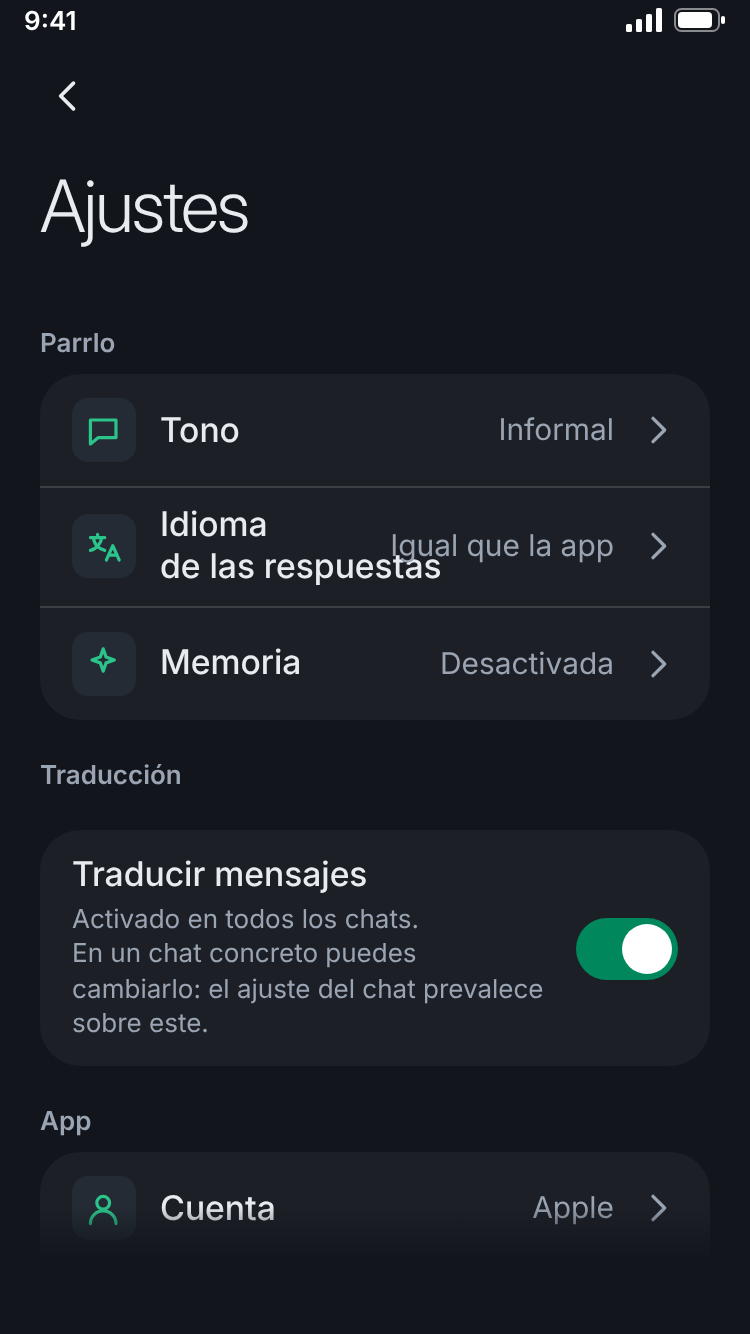 9:41
Ajustes
Parrlo
Tono
Informal
Idioma
de las respuestas
Igual que la app
Memoria
Desactivada
Traducción
Traducir mensajes
Activado en todos los chats.
En un chat concreto puedes
cambiarlo: el ajuste del chat prevalece
sobre este.
App
Cuenta
Apple